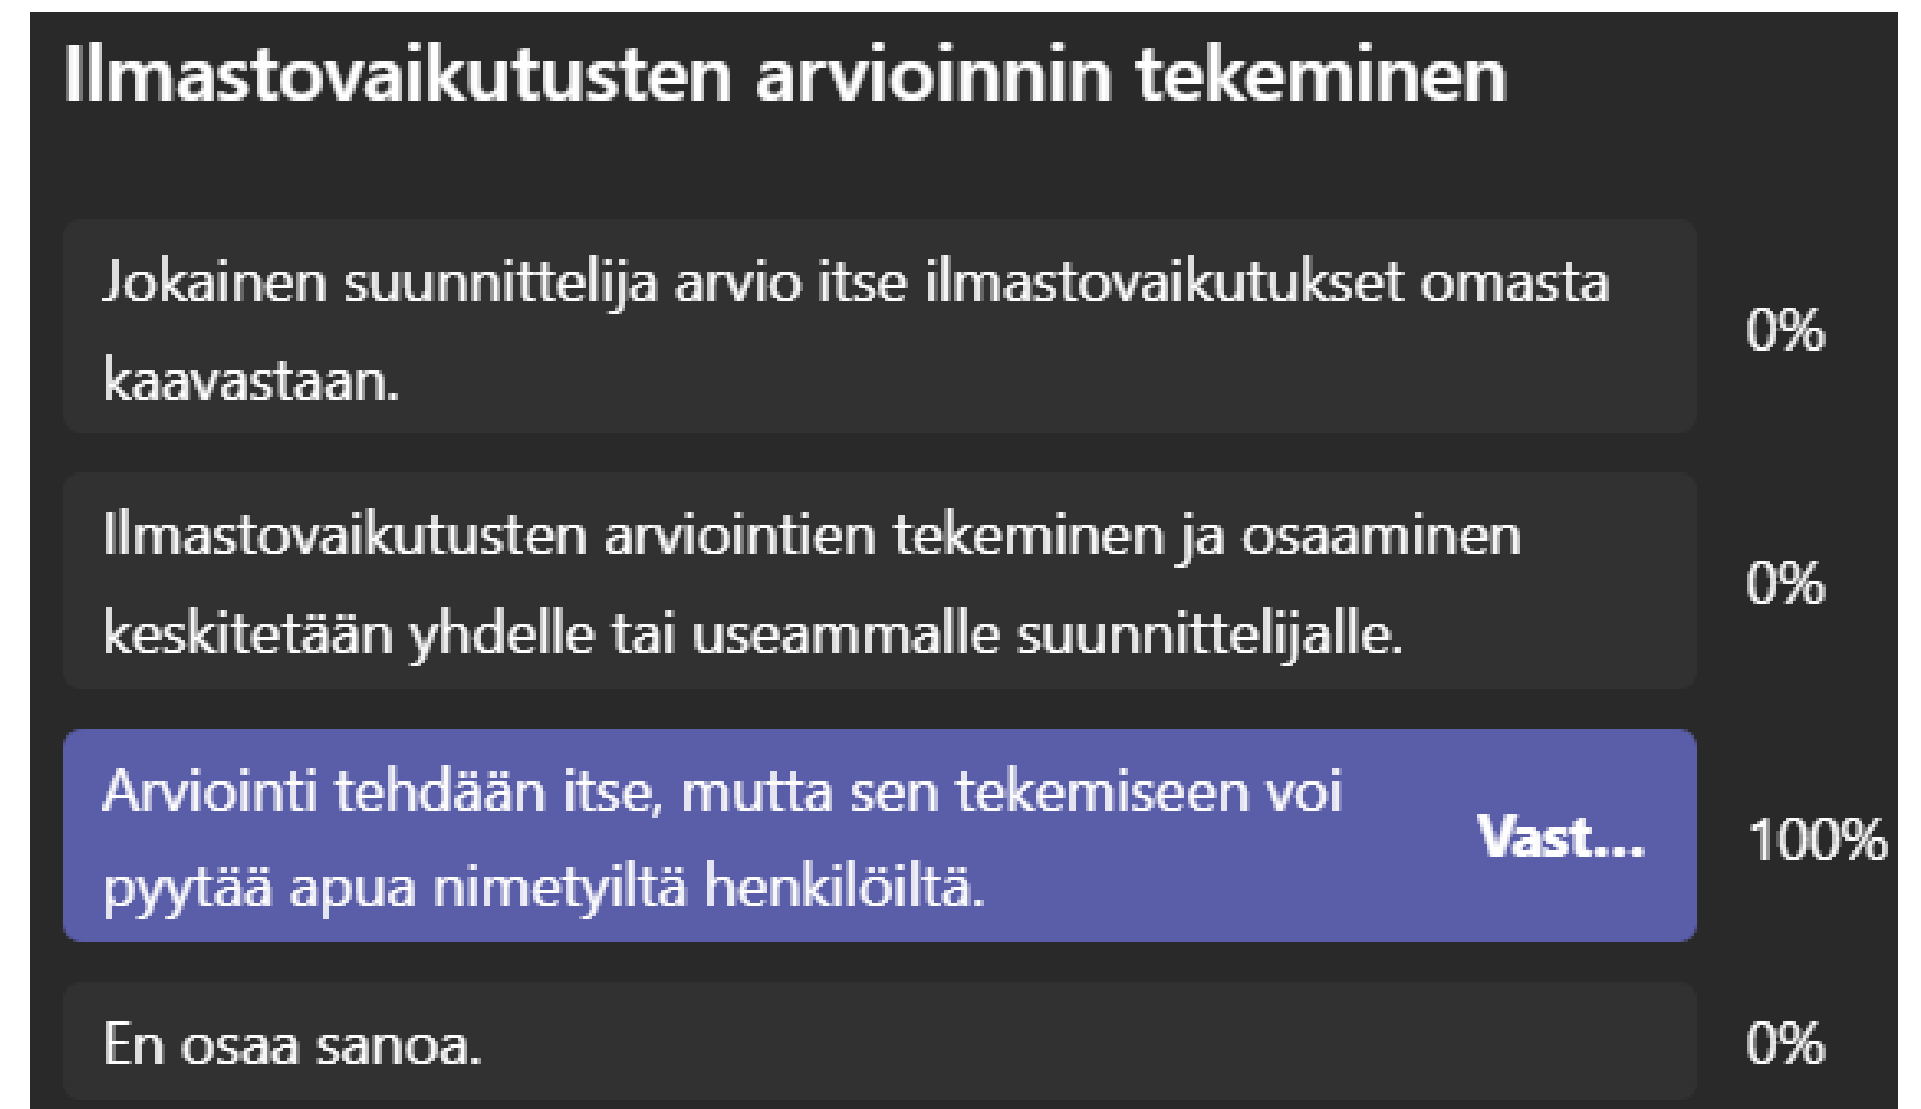 Ilmastovaikutusten arvioinnin tekeminen
Jokainen suunnittelija arvio itse ilmastovaikutukset omasta
kaavastaan.
0%
Ilmastovaikutusten arviointien tekeminen ja osaaminen
keskitetään yhdelle tai useammalle suunnittelijalle.
0%
Arviointi tehdään itse, mutta sen tekemiseen voi
pyytää apua nimetyiltä henkilöiltä.
Vast...
100%
En osaa sanoa.
0%